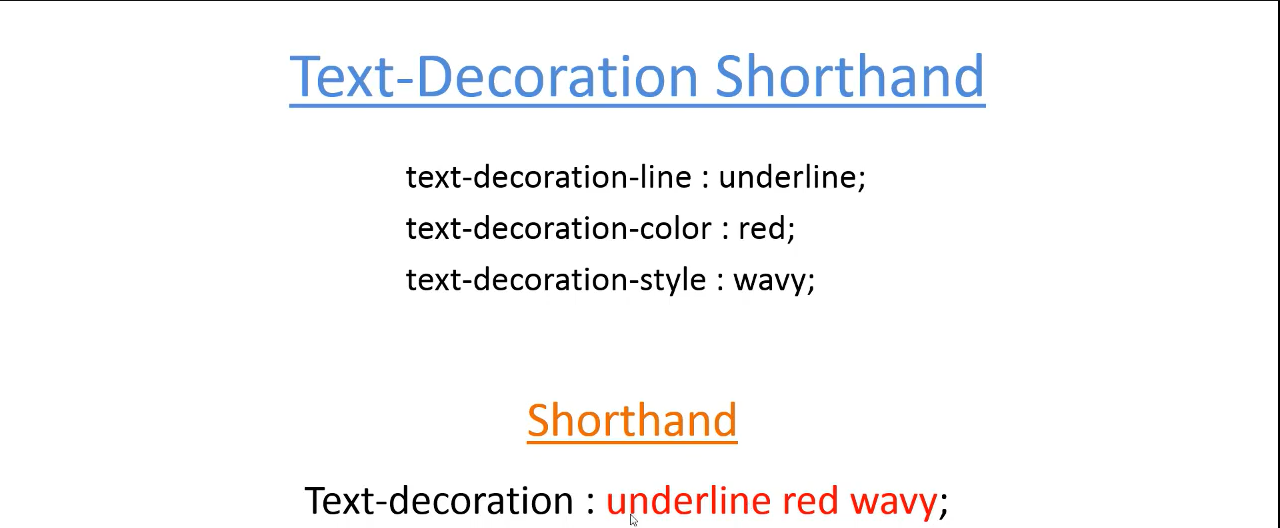 Text-Decoration Shorthand
text-decoration-line : underline;
text-decoration-color : red;
text-decoration-style : wavy;
Shorthand
Text-decoration : underline red wavy;